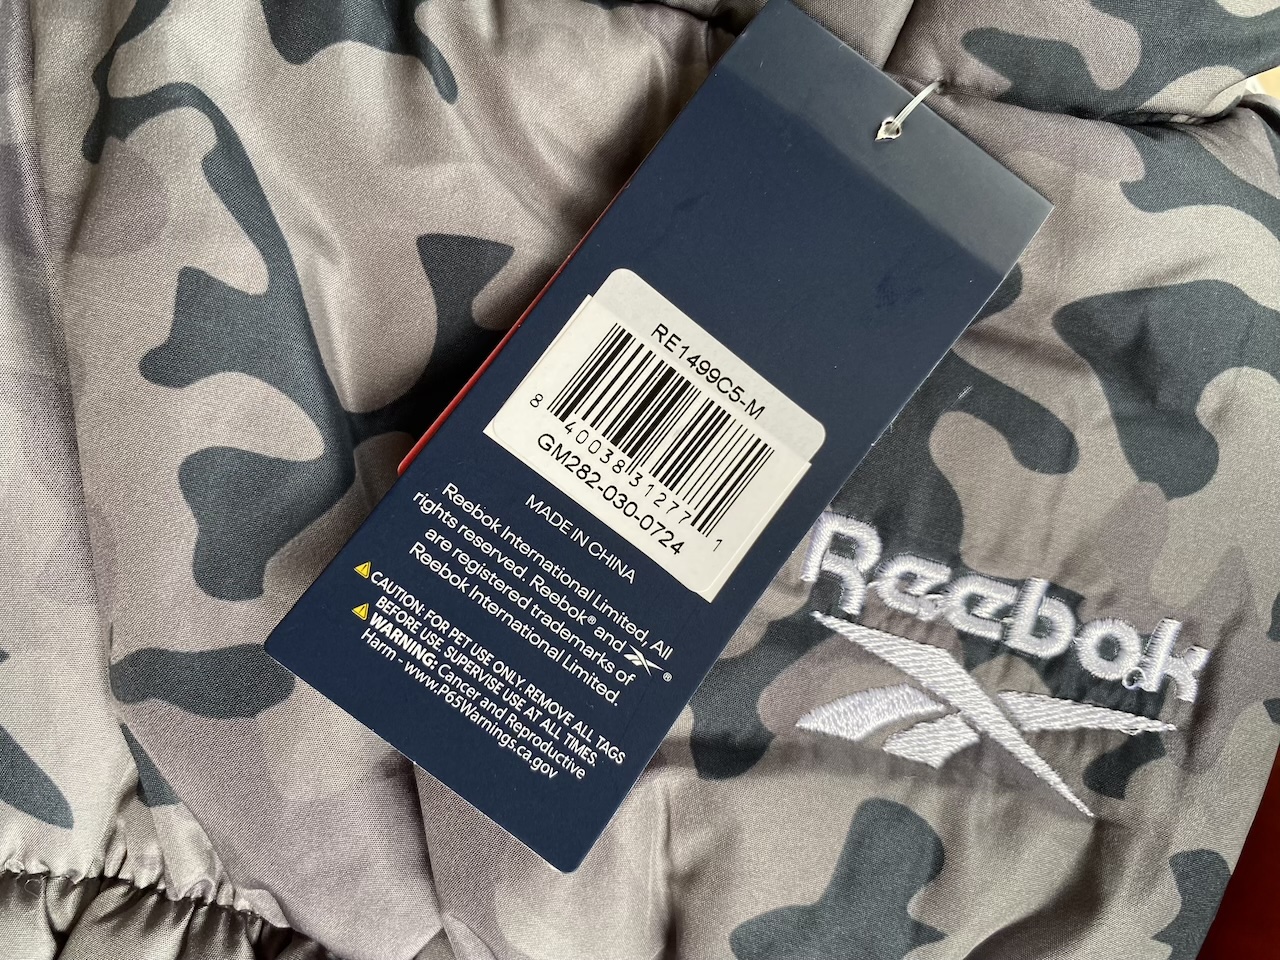 RE1499C5-M
8 40038 31277 1
GM282-030-0724
MADE IN CHINA
Reebok International Limited, All
rights reserved. Reebok® and ®
are registered trademarks of
Reebok International Limited.
⚠CAUTION: FOR PET USE ONLY. REMOVE ALL TAGS
BEFORE USE. SUPERVISE USE AT ALL TIMES.
⚠WARNING: Cancer and Reproductive
Harm - www.P65Warnings.ca.gov
Reebok